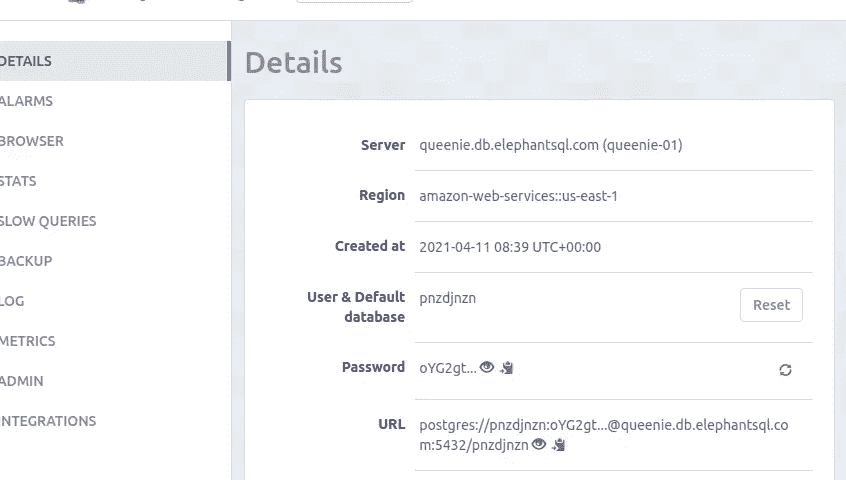 DETAILS
ALARMS
BROWSER
STATS
SLOW QUERIES
BACKUP
LOG
METRICS
ADMIN
INTEGRATIONS
Details
Server queenie.db.elephantsql.com (queenie-01)
Region amazon-web-services::us-east-1
Created at 2021-04-11 08:39 UTC+00:00
User & Default pnzdjnzn Reset
database
Password oYG2gt...
URL postgres://pnzdjnzn:oYG2gt...@queenie.db.elephantsql.co
m:5432/pnzdjnzn